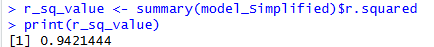 > r_sq_value <- summary(model_Simplified)$r.squared
> print(r_sq_value)
[1] 0.9421444